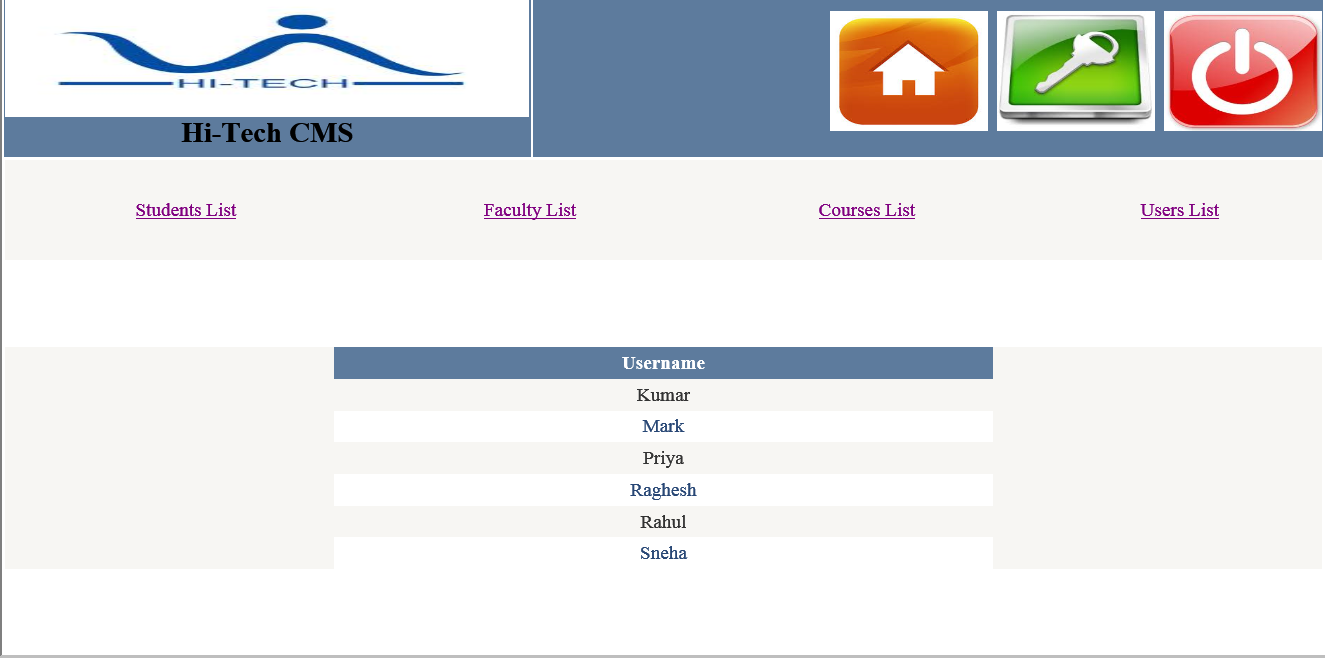 HI-TECH
Hi-Tech CMS
Students List Faculty List Courses List Users List
Username
Kumar
Mark
Priya
Raghesh
Rahul
Sneha